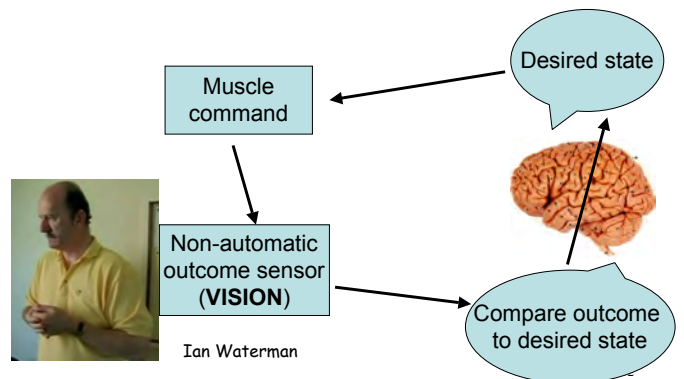 Desired state
Muscle
command
Non-automatic
outcome sensor
(VISION)
Compare outcome
to desired state
Ian Waterman